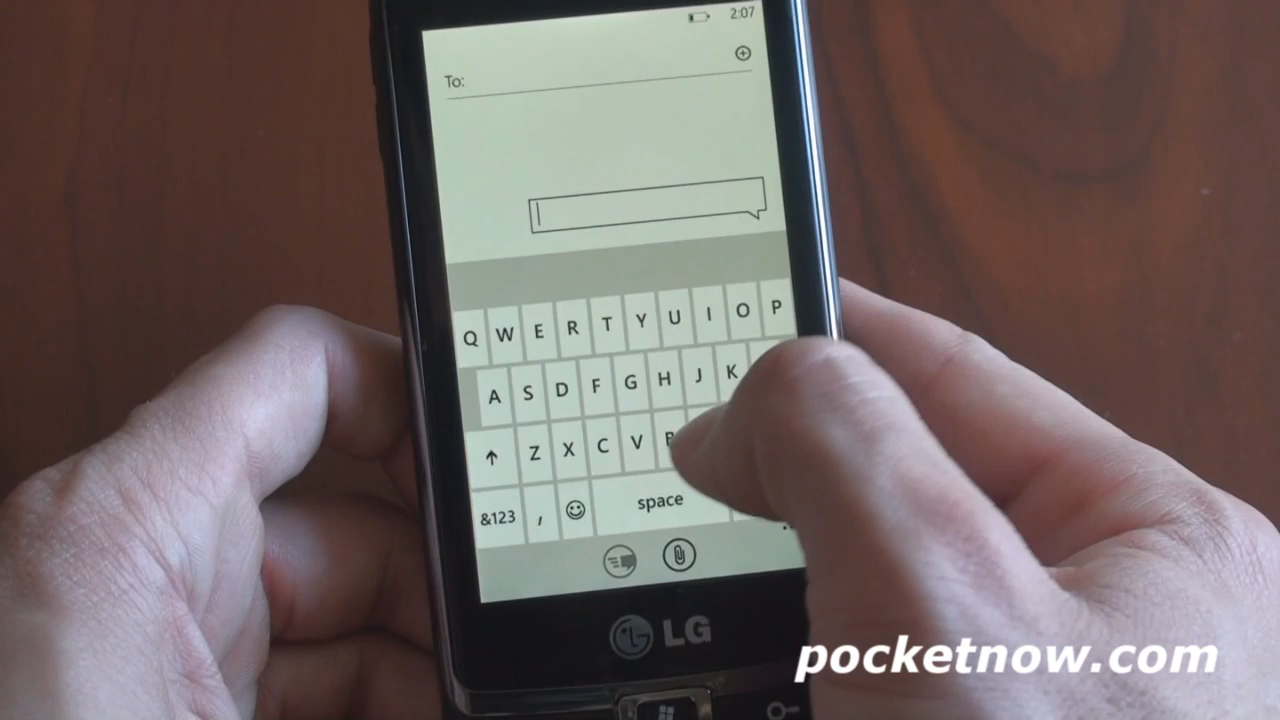 2:07
To:
Q W E R T Y U I O P
A S D F G H J K
Z X C V B
&123 , space
LG
pocketnow.com